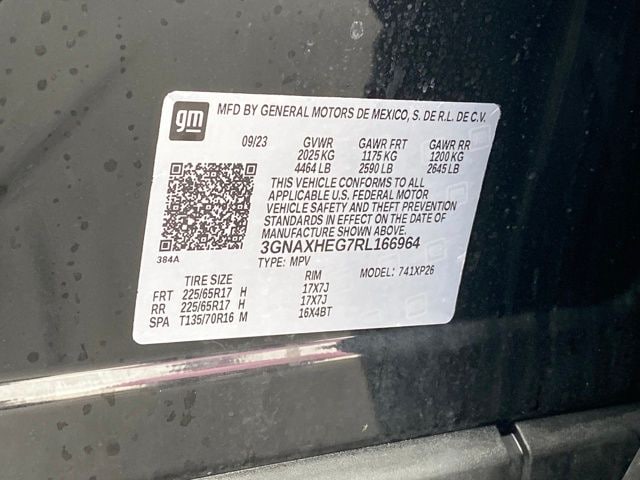 gm
MFD BY GENERAL MOTORS DE MEXICO, S. DE R.L. DE C.V.
09/23 GVWR GAWR FRT GAWR RR
2025 KG 1175 KG 1200 KG
4464 LB 2590 LB 2645 LB
THIS VEHICLE CONFORMS TO ALL
APPLICABLE U.S. FEDERAL MOTOR
VEHICLE SAFETY AND THEFT PREVENTION
STANDARDS IN EFFECT ON THE DATE OF
MANUFACTURE SHOWN ABOVE.
3GNAXHEG7RL166964
384A
TYPE: MPV MODEL: 741XP26
TIRE SIZE RIM
FRT 225/65R17 H 17X7J
RR 225/65R17 H 17X7J
SPA T135/70R16 M 16X4BT